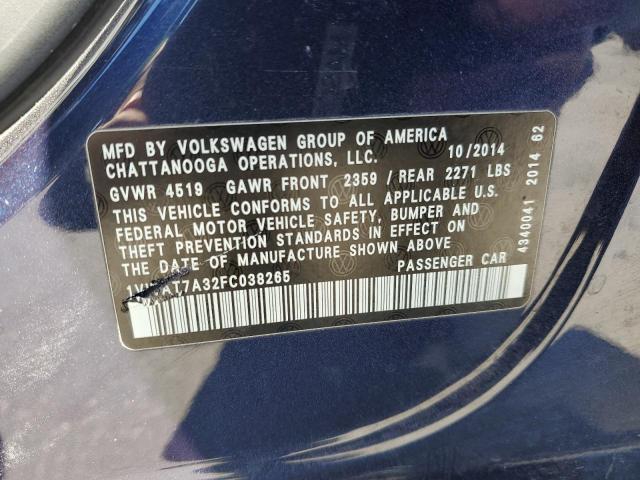 MFD BY VOLKSWAGEN GROUP OF AMERICA
CHATTANOOGA OPERATIONS, LLC. 10/2014
GVWR 4519 GAWR FRONT 2359 / REAR 2271 LBS
THIS VEHICLE CONFORMS TO ALL APPLICABLE U.S.
FEDERAL MOTOR VEHICLE SAFETY, BUMPER AND
THEFT PREVENTION STANDARDS IN EFFECT ON
THE DATE OF MANUFACTURE SHOWN ABOVE
PASSENGER CAR
4340041 2014 62